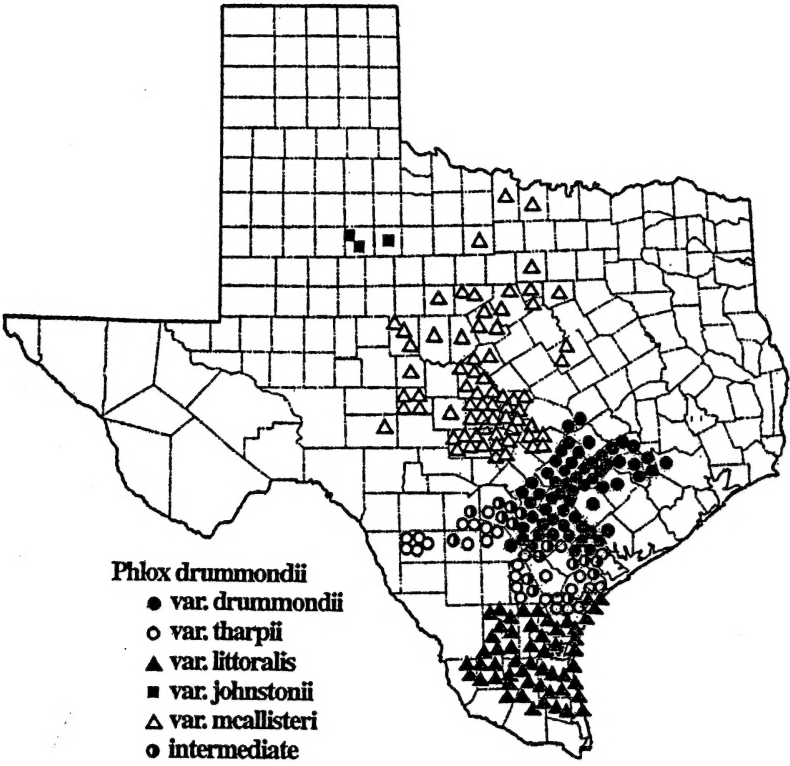 Phlox drummondii
var. drummondii
var. tharpii
var. littoralis
var. johnstonii
var. mcallisteri
intermediate